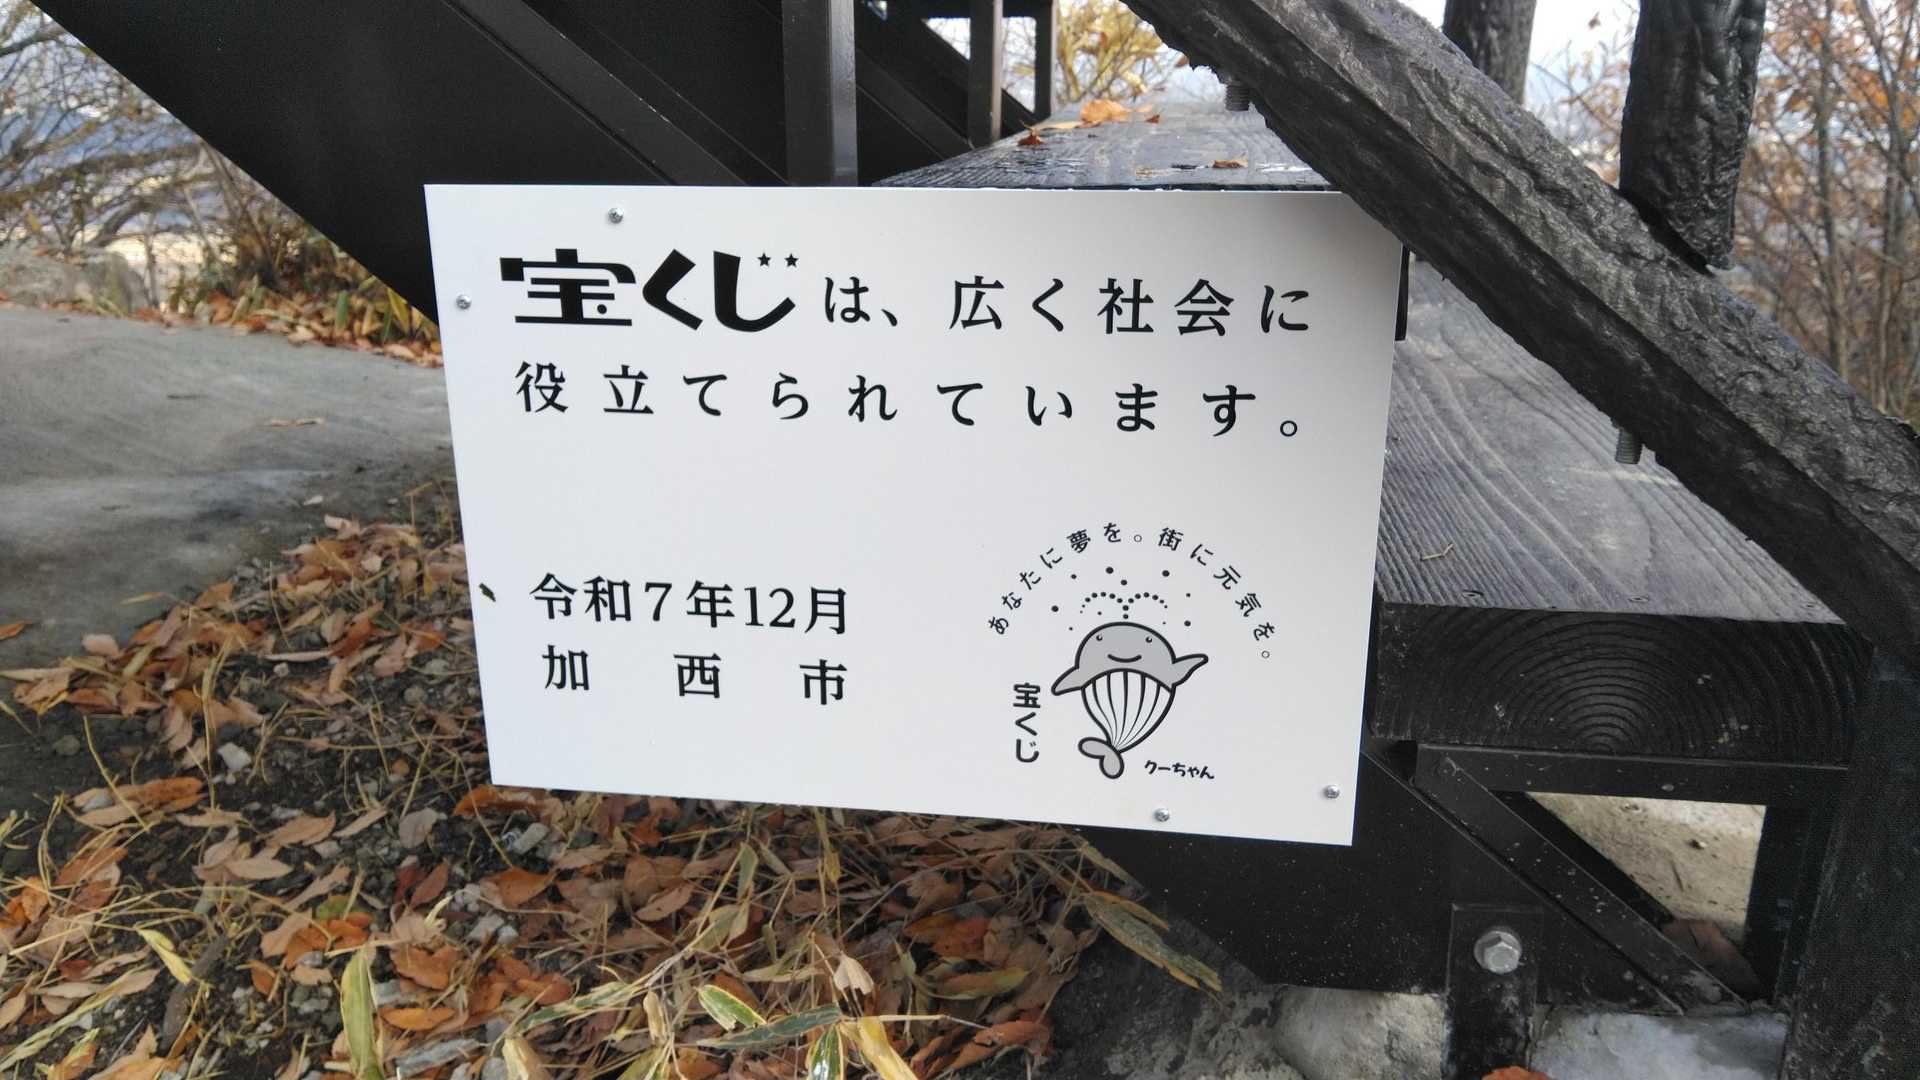 宝くじは、広く社会に
役立てられています。
令和7年12月
加西市
あなたに夢を。街に元気を。
宝くじ
クーちゃん